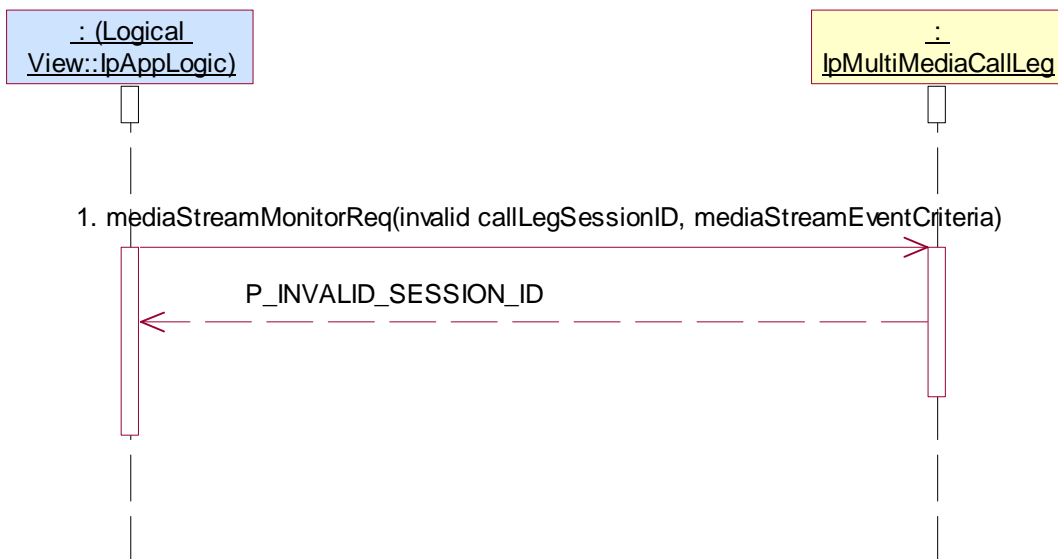 : (Logical
View::IpAppLogic)
:
IpMultiMediaCallLeg
1. mediaStreamMonitorReq(invalid callLegSessionID, mediaStreamEventCriteria)
P_INVALID_SESSION_ID